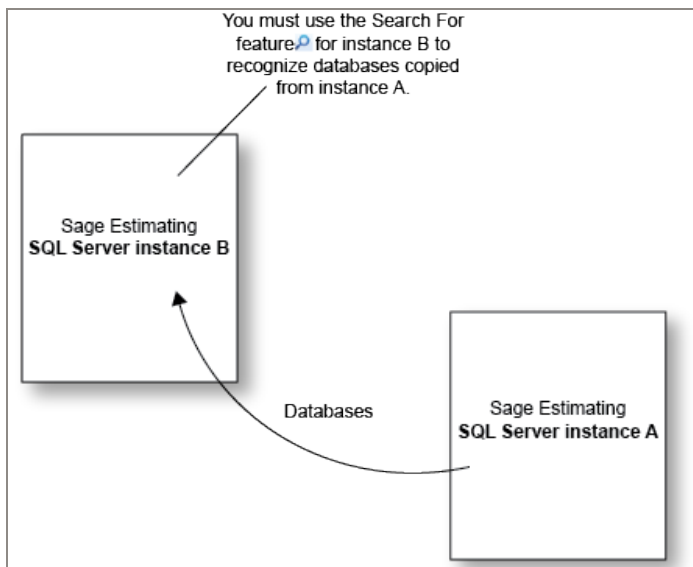 You must use the Search For
feature for instance B to
recognize databases copied
from instance A.
Sage Estimating
SQL Server instance B
Databases
Sage Estimating
SQL Server instance A